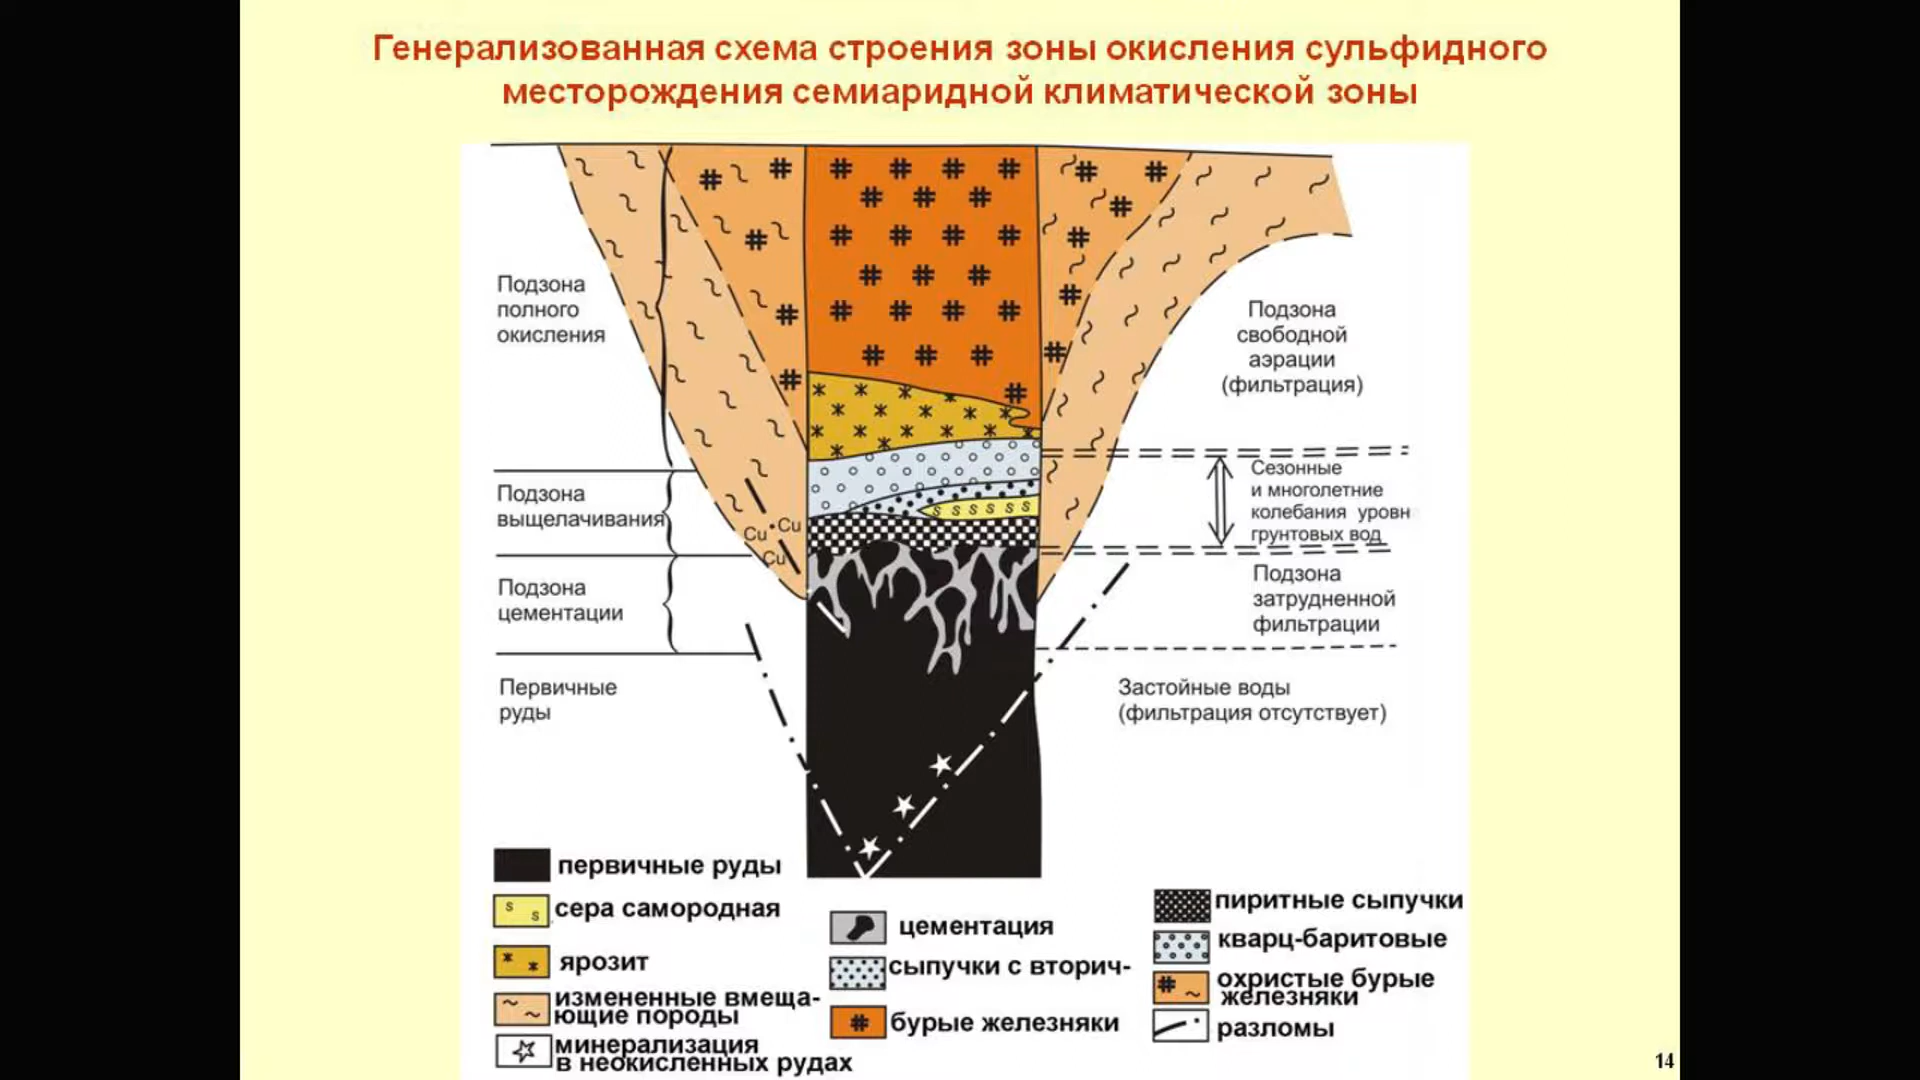 Генерализованная схема строения зоны окисления сульфидного
месторождения семиаридной климатической зоны
Подзона
полного
окисления
Подзона
выщелачивания
Подзона
цементации
Первичные
руды
Cu
Cu
Cu
s s s s s s
Подзона
свободной
аэрации
(фильтрация)
Сезонные
и многолетние
колебания уровн
грунтовых вод
Подзона
затрудненной
фильтрации
Застойные воды
(фильтрация отсутствует)
первичные руды
s s
сера самородная
ярозит
измененные вмеща-
ющие породы
минерализация
в неокисленных рудах
цементация
сыпучки с вторич-
бурые железняки
пиритные сыпучки
кварц-баритовые
охристые бурые
железняки
разломы
14